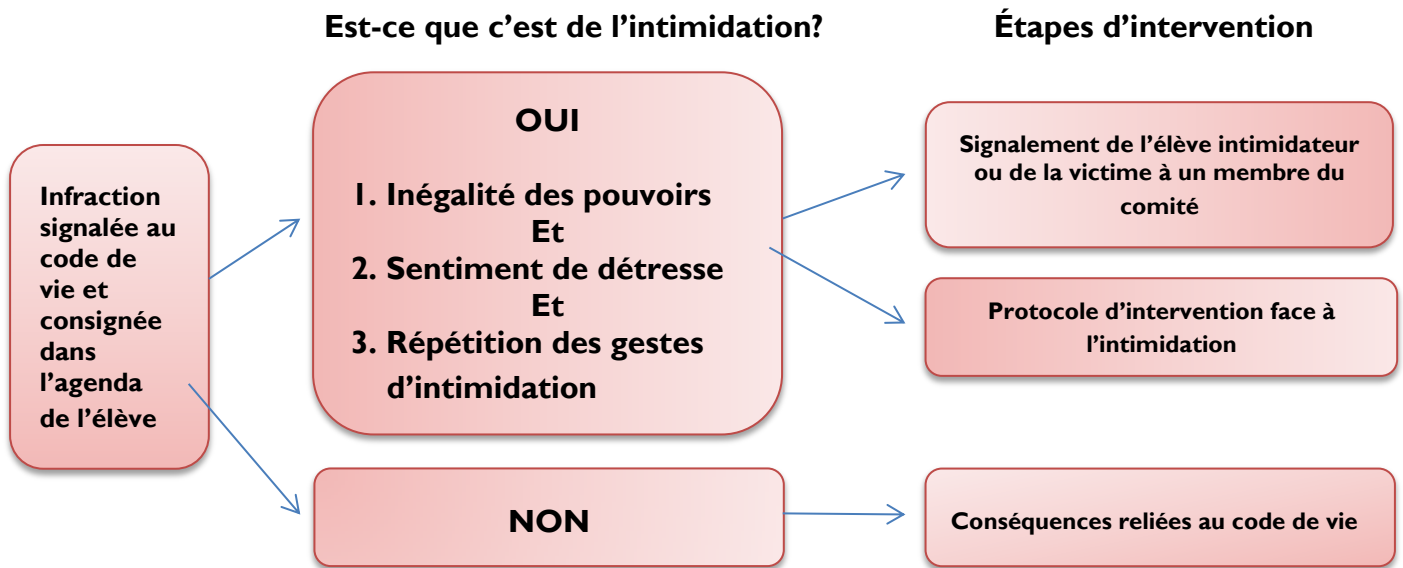 Est-ce que c’est de l’intimidation?
Étapes d’intervention
Infraction
signalée au
code de
vie et
consignée
dans
l’agenda
de l’élève
OUI
1. Inégalité des pouvoirs
Et
2. Sentiment de détresse
Et
3. Répétition des gestes
d’intimidation
NON
Signalement de l’élève intimidateur
ou de la victime à un membre du
comité
Protocole d’intervention face à
l’intimidation
Conséquences reliées au code de vie